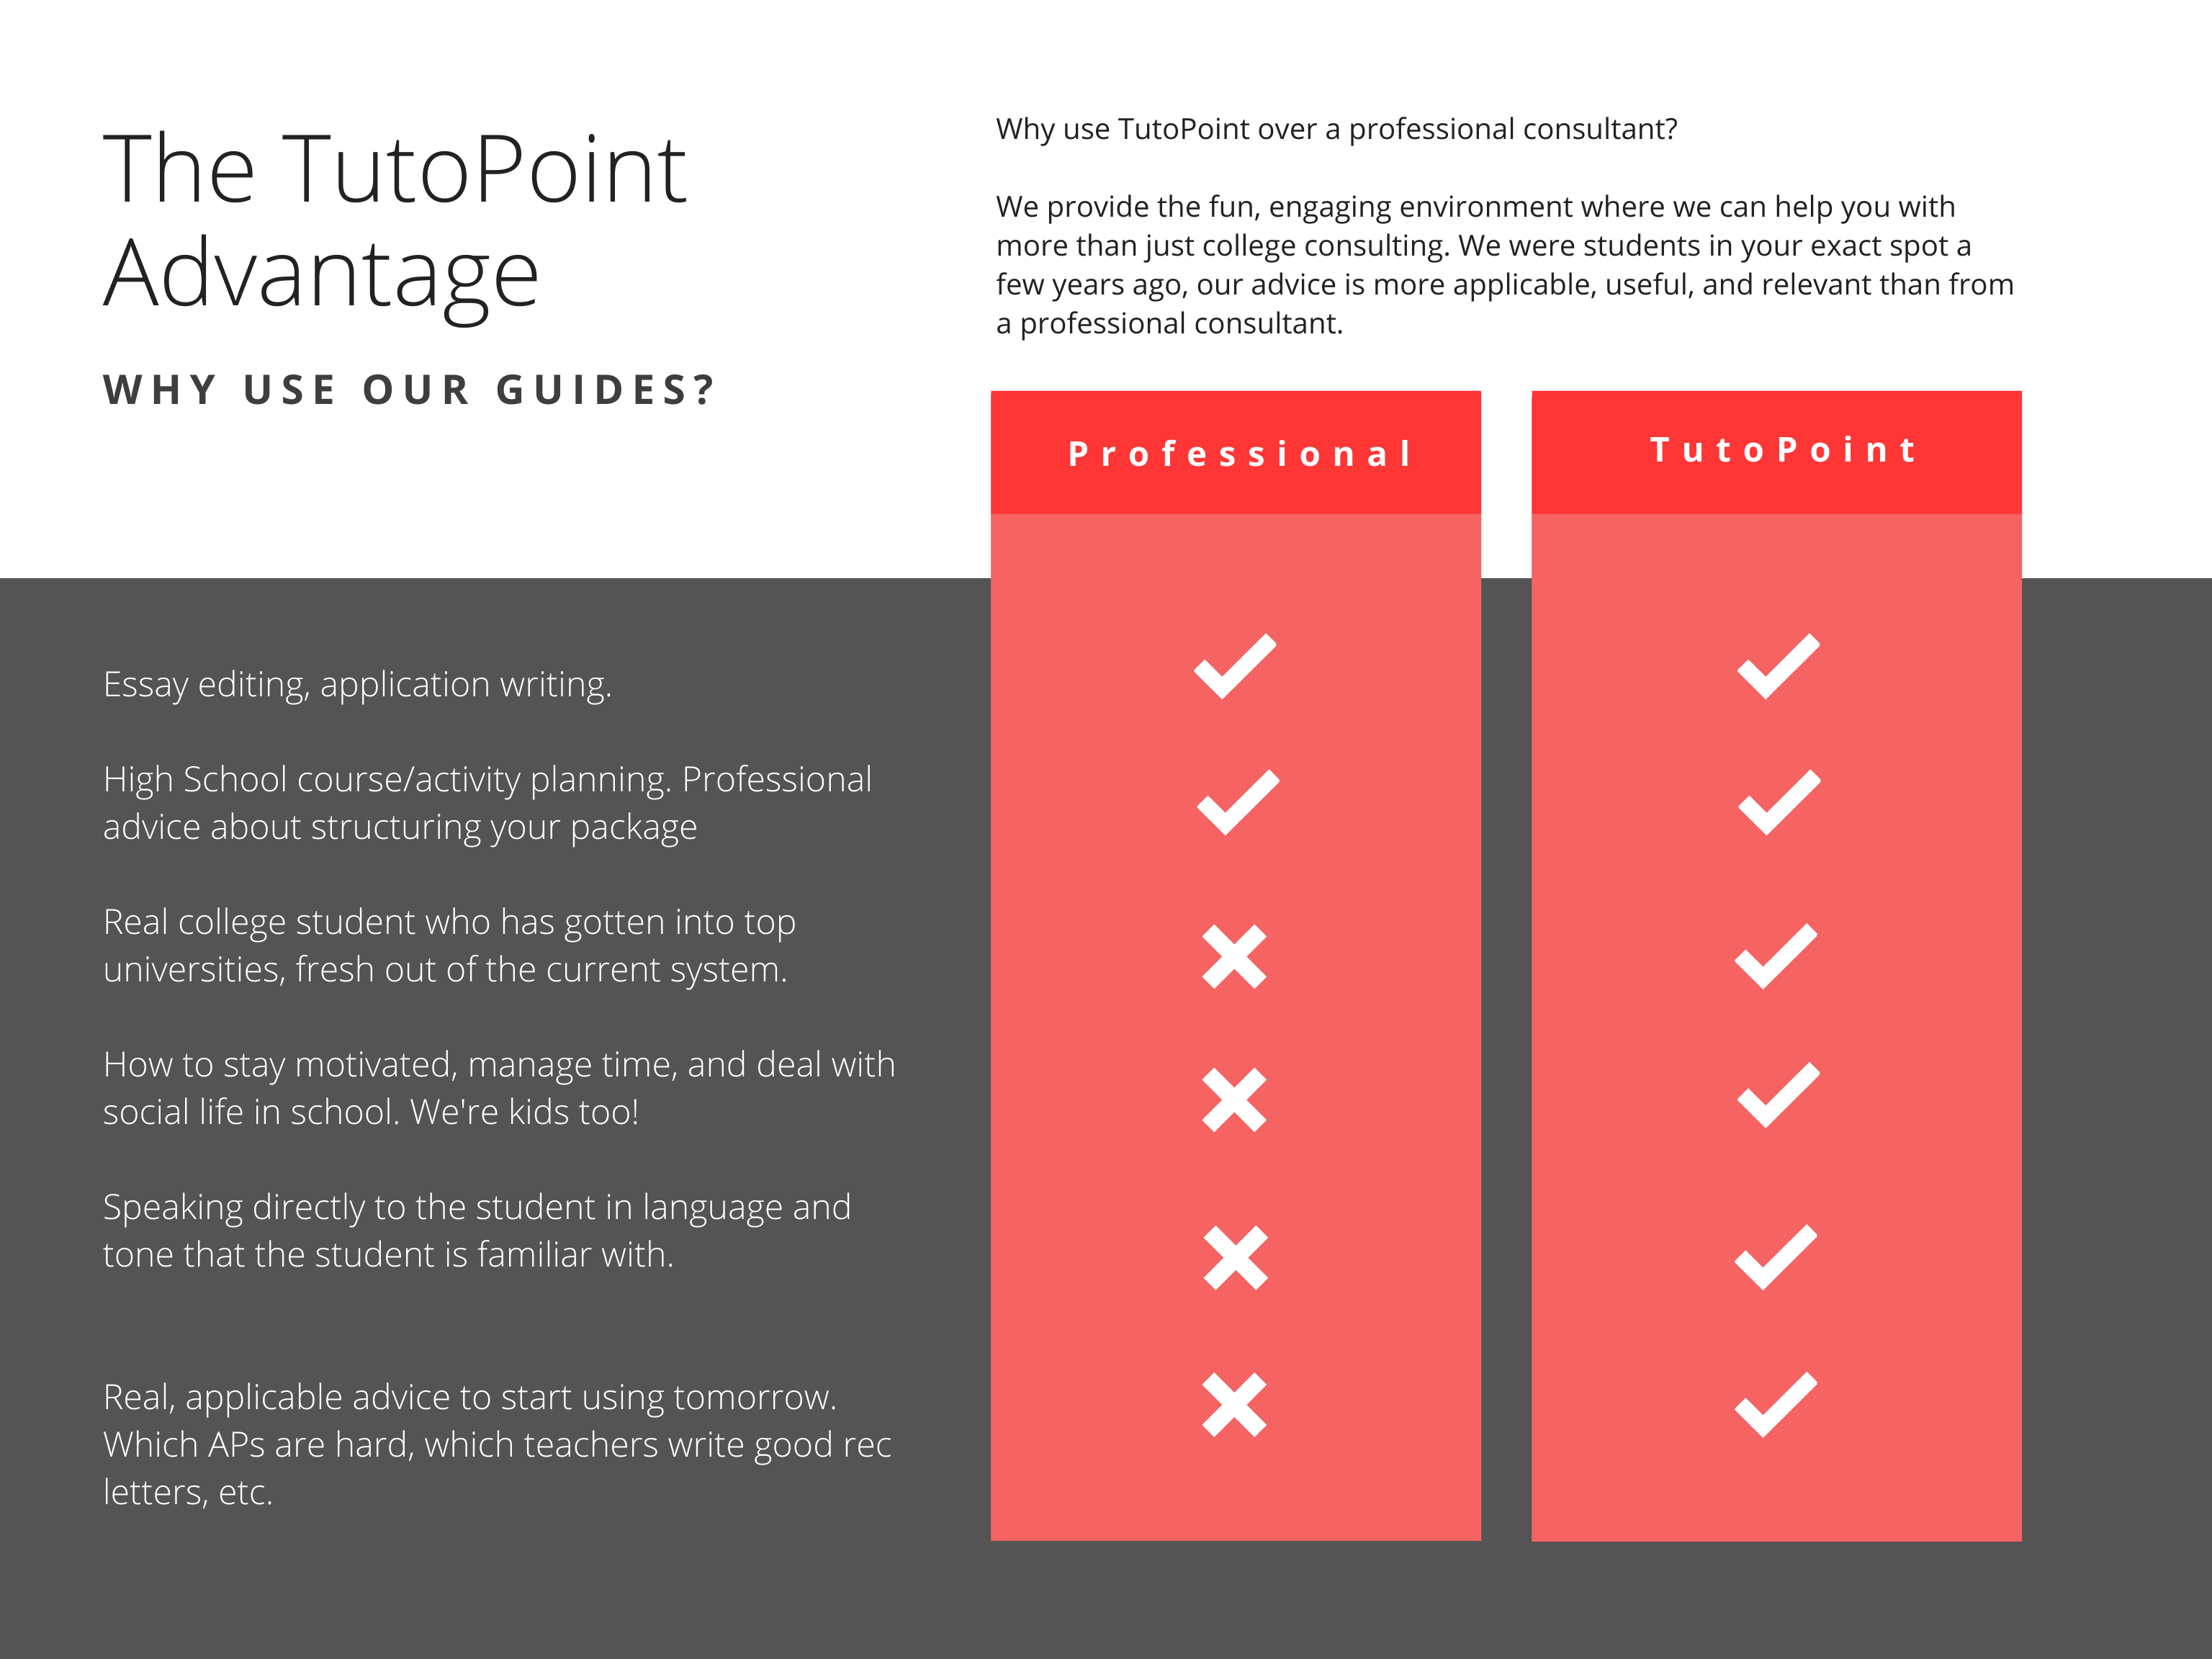 The TutoPoint
Advantage
WHY USE OUR GUIDES?
Why use TutoPoint over a professional consultant?
We provide the fun, engaging environment where we can help you with
more than just college consulting. We were students in your exact spot a
few years ago, our advice is more applicable, useful, and relevant than from
a professional consultant.
Professional
TutoPoint
Essay editing, application writing.
High School course/activity planning. Professional
advice about structuring your package
Real college student who has gotten into top
universities, fresh out of the current system.
How to stay motivated, manage time, and deal with
social life in school. We're kids too!
Speaking directly to the student in language and
tone that the student is familiar with.
Real, applicable advice to start using tomorrow.
Which APs are hard, which teachers write good rec
letters, etc.